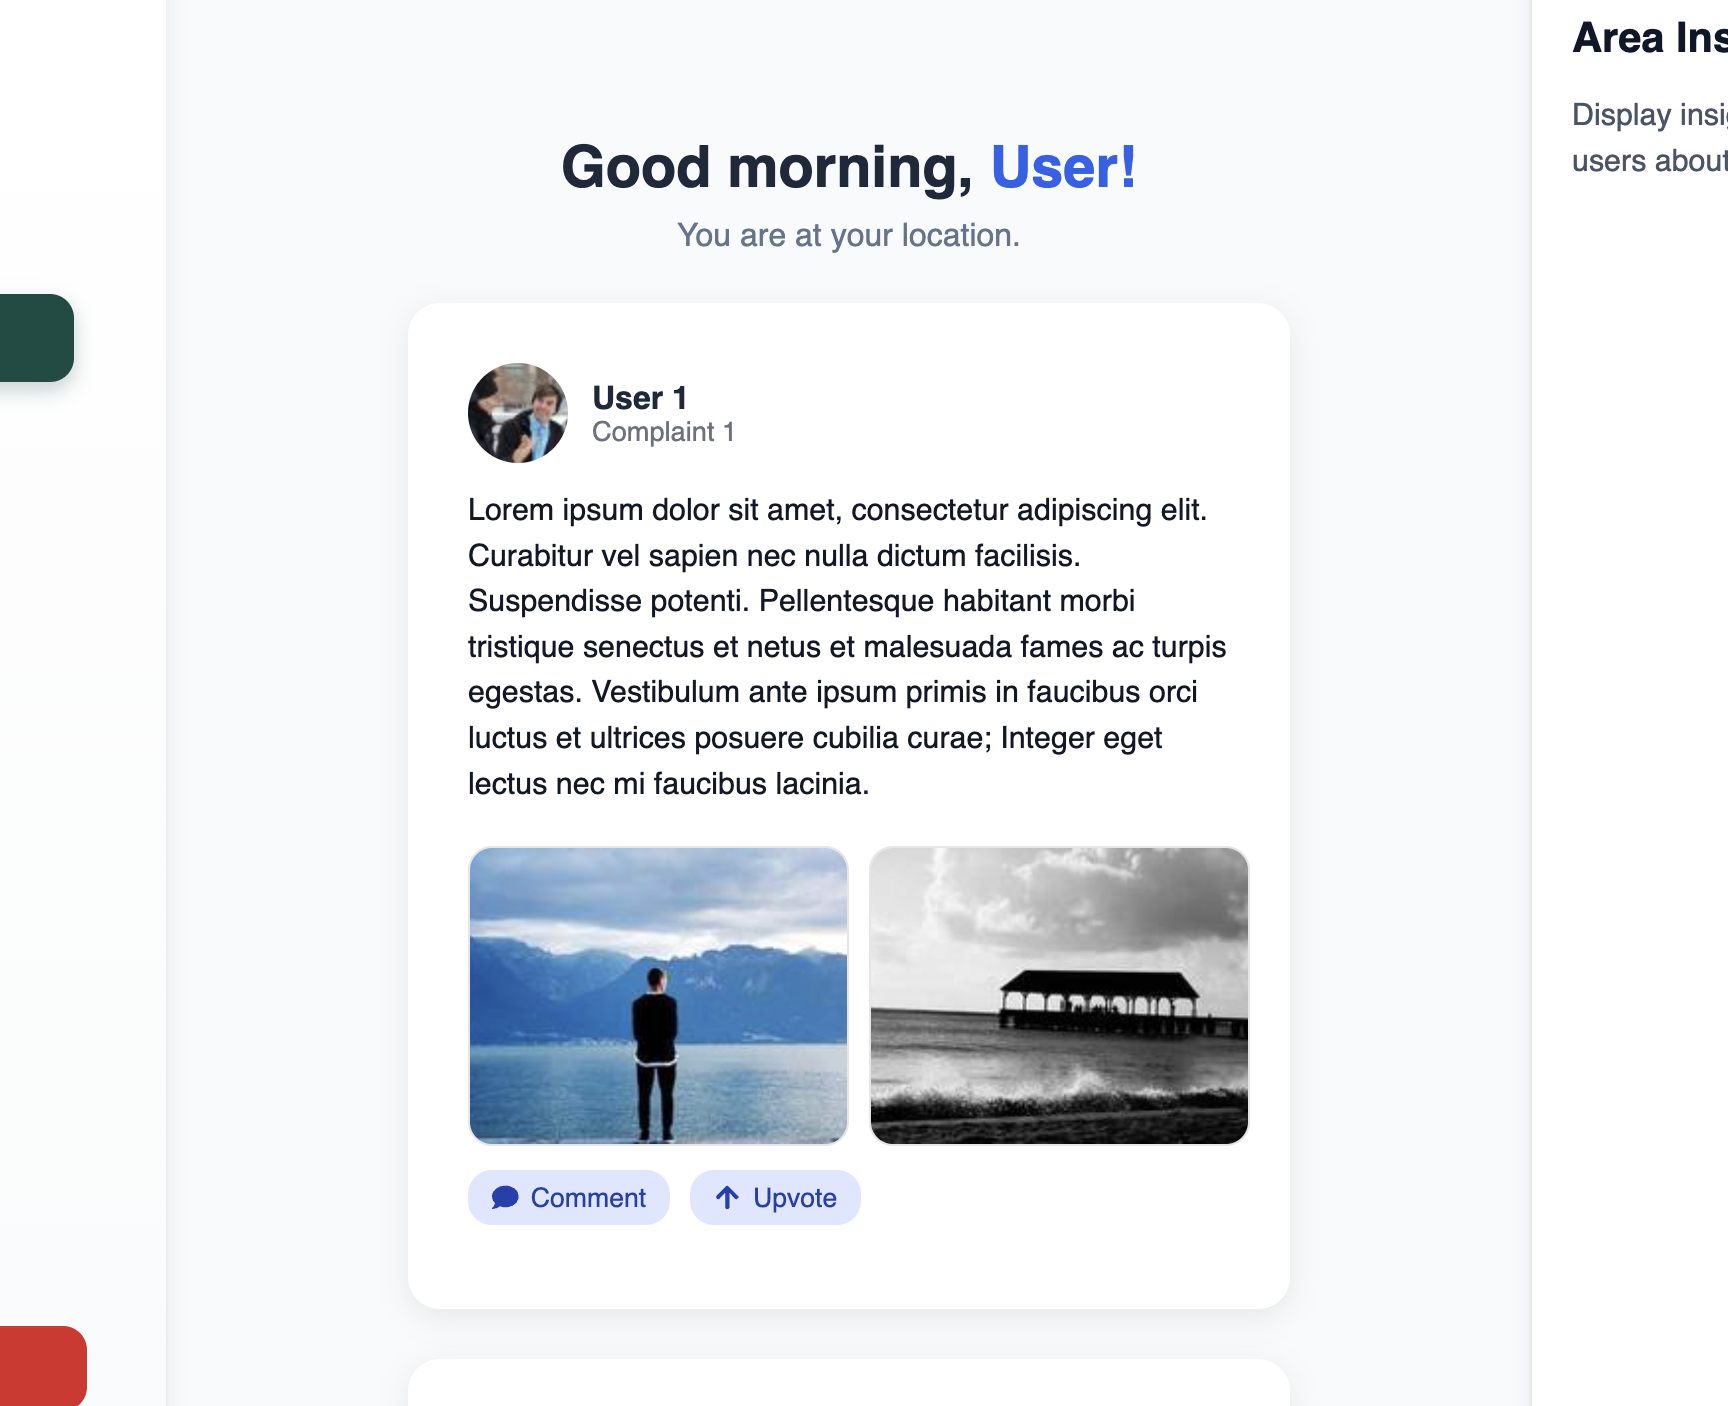 Good morning, User!
You are at your location.
User 1
Complaint 1
Lorem ipsum dolor sit amet, consectetur adipiscing elit.
Curabitur vel sapien nec nulla dictum facilisis.
Suspendisse potenti. Pellentesque habitant morbi
tristique senectus et netus et malesuada fames ac turpis
egestas. Vestibulum ante ipsum primis in faucibus orci
luctus et ultrices posuere cubilia curae; Integer eget
lectus nec mi faucibus lacinia.
Comment
Upvote
Area
Display
users about